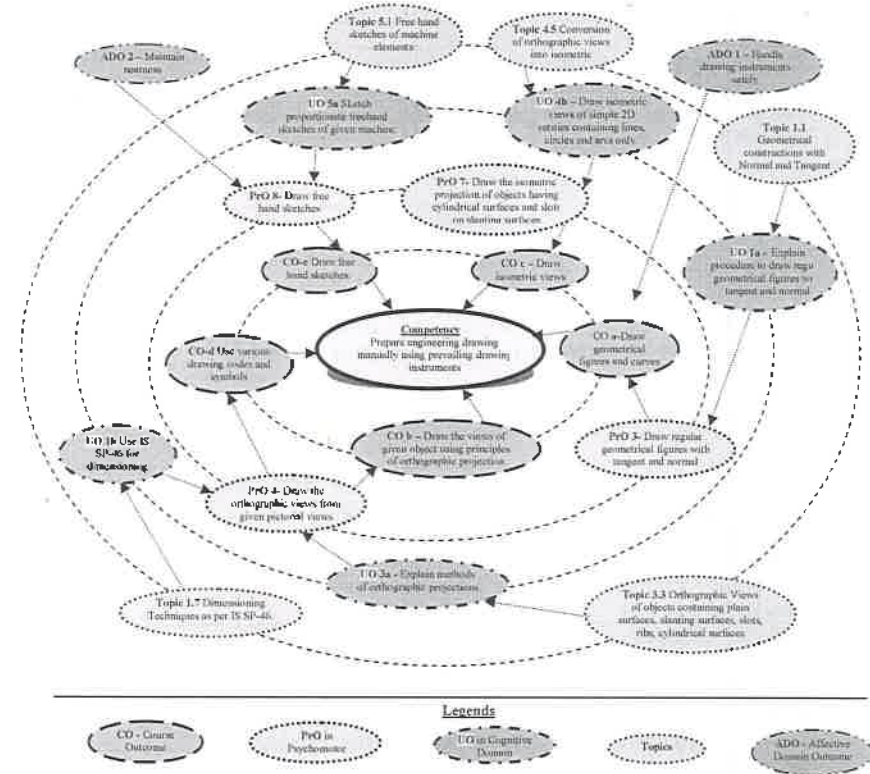 Topic 5.1 Free hand
sketches of machine
elements
Topic 4.5 Conversion
of orthographic views
into isometric
ADO 2 – Maintain
neatness
ADO 1 – Handle
drawing instruments
safely
UO 5a Sketch
proportionate freehand
sketches of given machine
UO 4b – Draw isometric
views of simple 2D
entities containing lines,
circles and arcs only.
Topic 1.1
Geometrical
constructions with
Normal and Tangent
PrO 8- Draw free
hand sketches
PrO 7- Draw the isometric
projection of objects having
cylindrical surfaces and slots
on slanting surfaces
UO 1a – Explain
procedure to draw regu
geometrical figures wo
tangent and normal
CO-e Draw free
hand sketches
CO c – Draw
isometric views
Competency
Prepare engineering drawing
manually using prevailing drawing
instruments
CO-d Use various
drawing codes and
symbols
CO a-Draw
geometrical
figures and curves
UO 1b Use IS
SP-46 for
dimensioning
CO b – Draw the views of
given object using principles
of orthographic projection
PrO 3- Draw regular
geometrical figures with
tangent and normal
PrO 4- Draw the
orthographic views from
given pictorial views
UO 3a - Explain methods
of orthographic projections
Topic 1.7 Dimensioning
Techniques as per IS SP-46.
Topic 3.3 Orthographic Views
of objects containing plain
surfaces, slanting surfaces, slots,
ribs, cylindrical surfaces
Legends
CO - Course
Outcome
PrO in
Psychomotor
UO in Cognitive
Domain
Topics
ADO - Affective
Domain Outcome